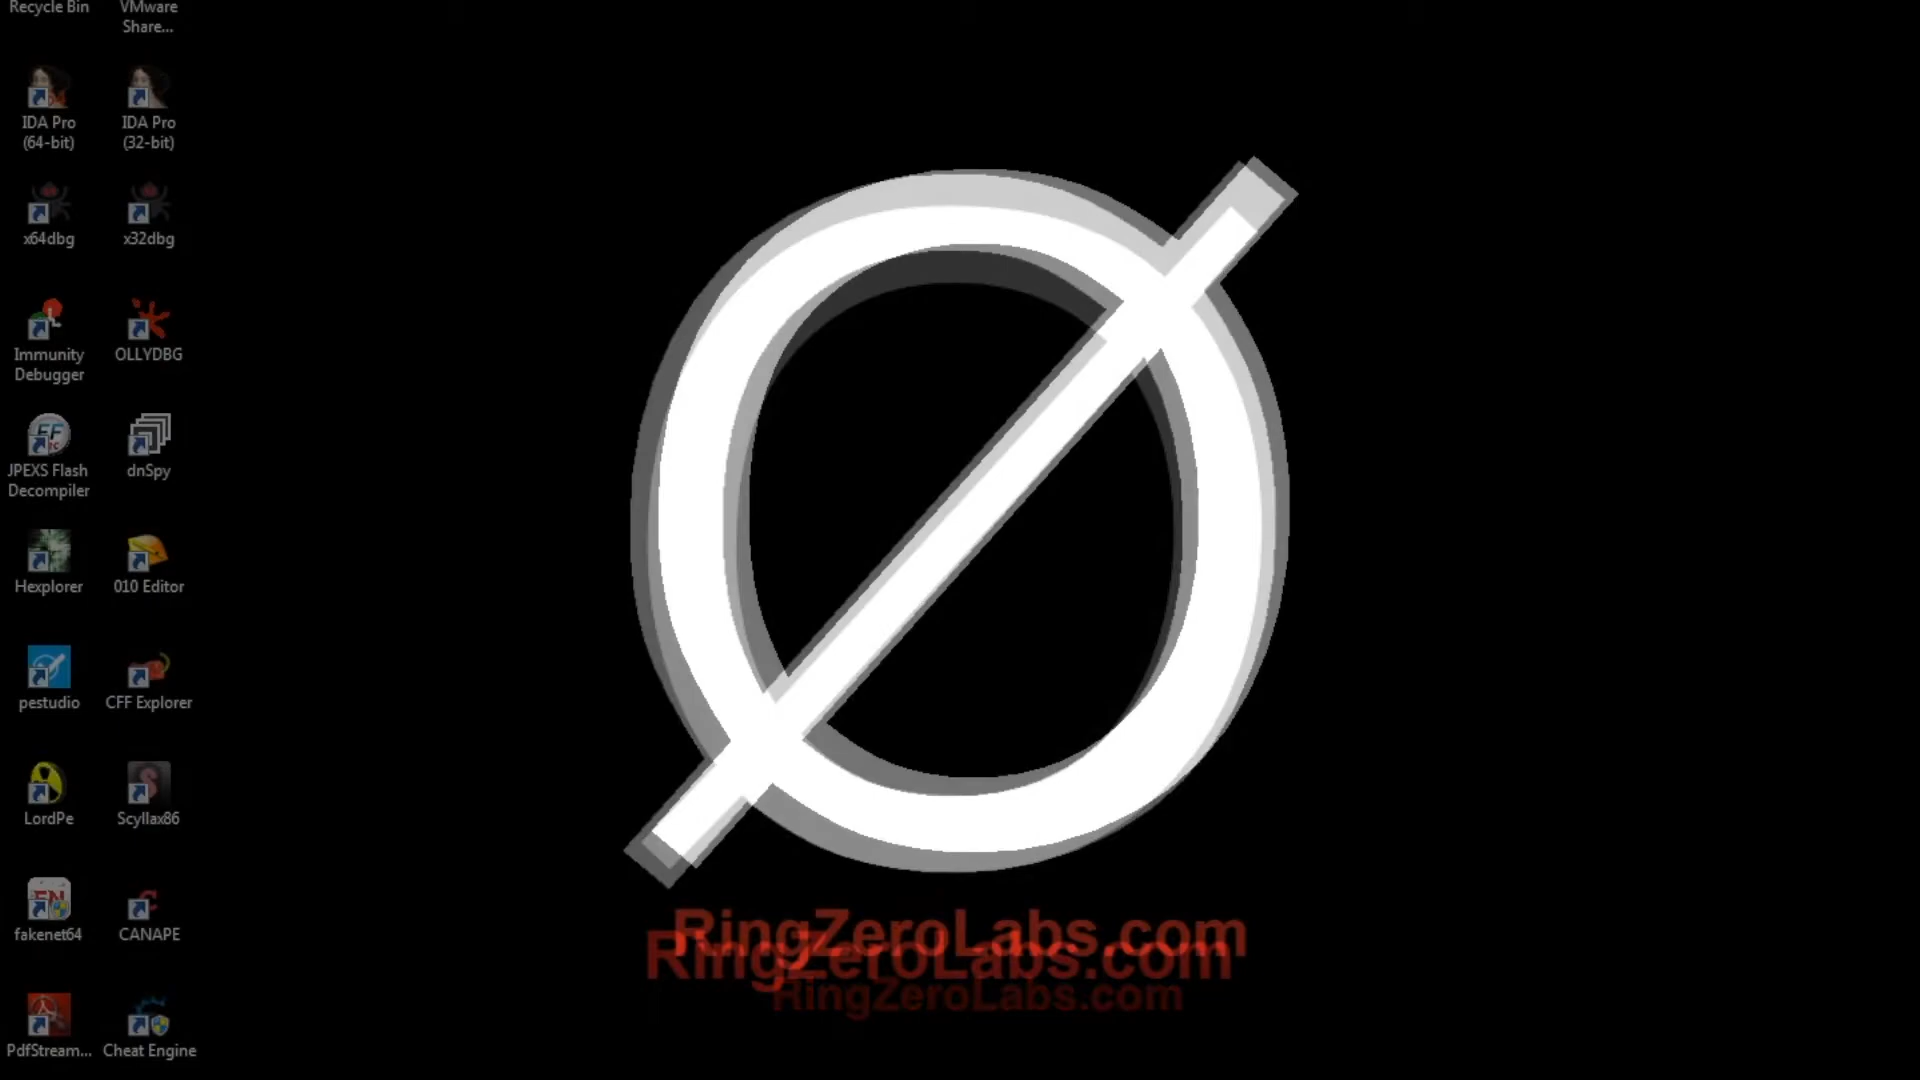 Recycle Bin
VMware
Share...
IDA Pro
(64-bit)
IDA Pro
(32-bit)
x64dbg
x32dbg
Immunity
Debugger
OLLYDBG
JPEXS Flash
Decompiler
dnSpy
Hexplorer
010 Editor
pestudio
CFF Explorer
LordPe
Scyllax86
fakenet64
CANAPE
PdfStream...
Cheat Engine
RingZeroLabs.com
RingZeroLabs.com
RingZeroLabs.com